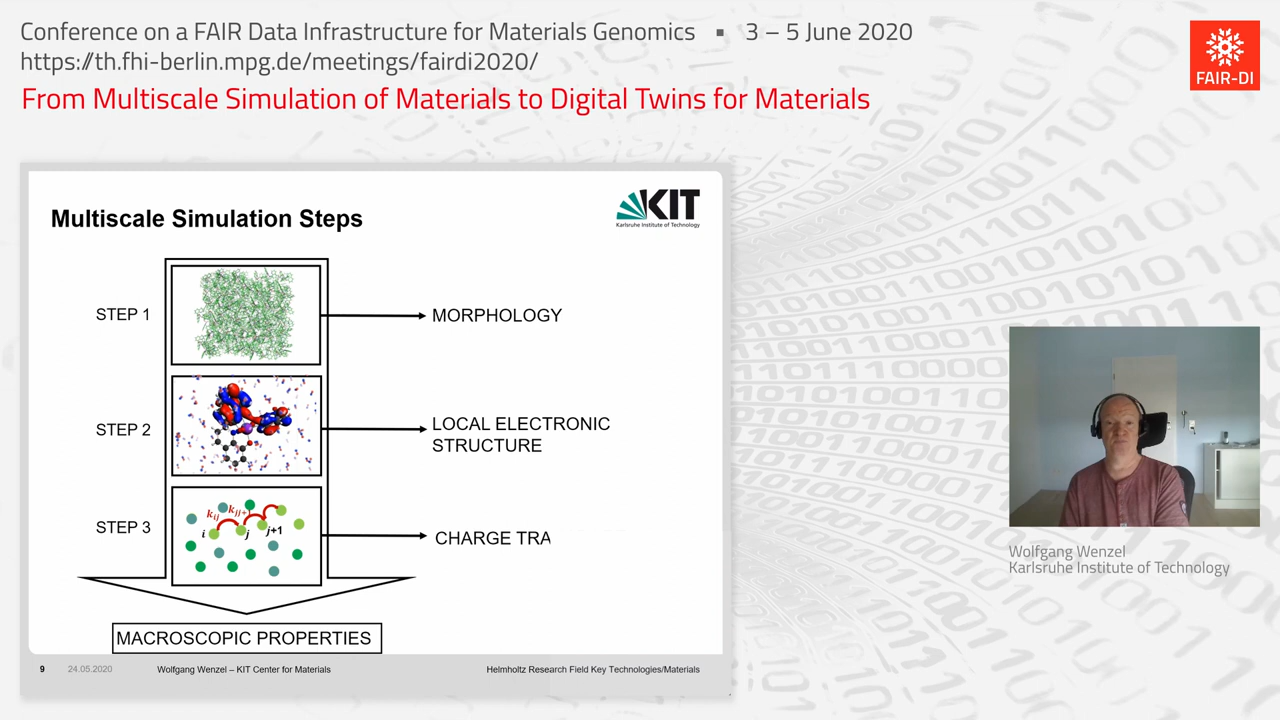 Conference on a FAIR Data Infrastructure for Materials Genomics ▪ 3 – 5 June 2020
https://th.fhi-berlin.mpg.de/meetings/fairdi2020/
From Multiscale Simulation of Materials to Digital Twins for Materials
FAIR-DI
Multiscale Simulation Steps
KIT
Karlsruhe Institute of Technology
STEP 1
MORPHOLOGY
STEP 2
LOCAL ELECTRONIC
STRUCTURE
STEP 3
k_ij k_jj+1
i j j+1
CHARGE TRA
MACROSCOPIC PROPERTIES
9 24.05.2020 Wolfgang Wenzel – KIT Center for Materials Helmholtz Research Field Key Technologies/Materials
Wolfgang Wenzel
Karlsruhe Institute of Technology